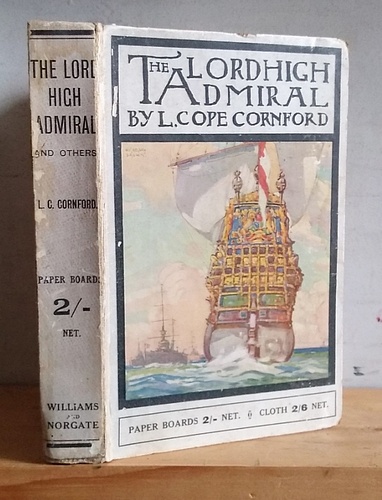 THE LORD
HIGH
ADMIRAL
AND OTHERS
L. C. CORNFORD.
PAPER BOARDS
2/-
NET.
WILLIAMS
AND
NORGATE
THE LORD HIGH
ADMIRAL
BY L. COPE CORNFORD
PAPER BOARDS 2/- NET. CLOTH 2/6 NET.